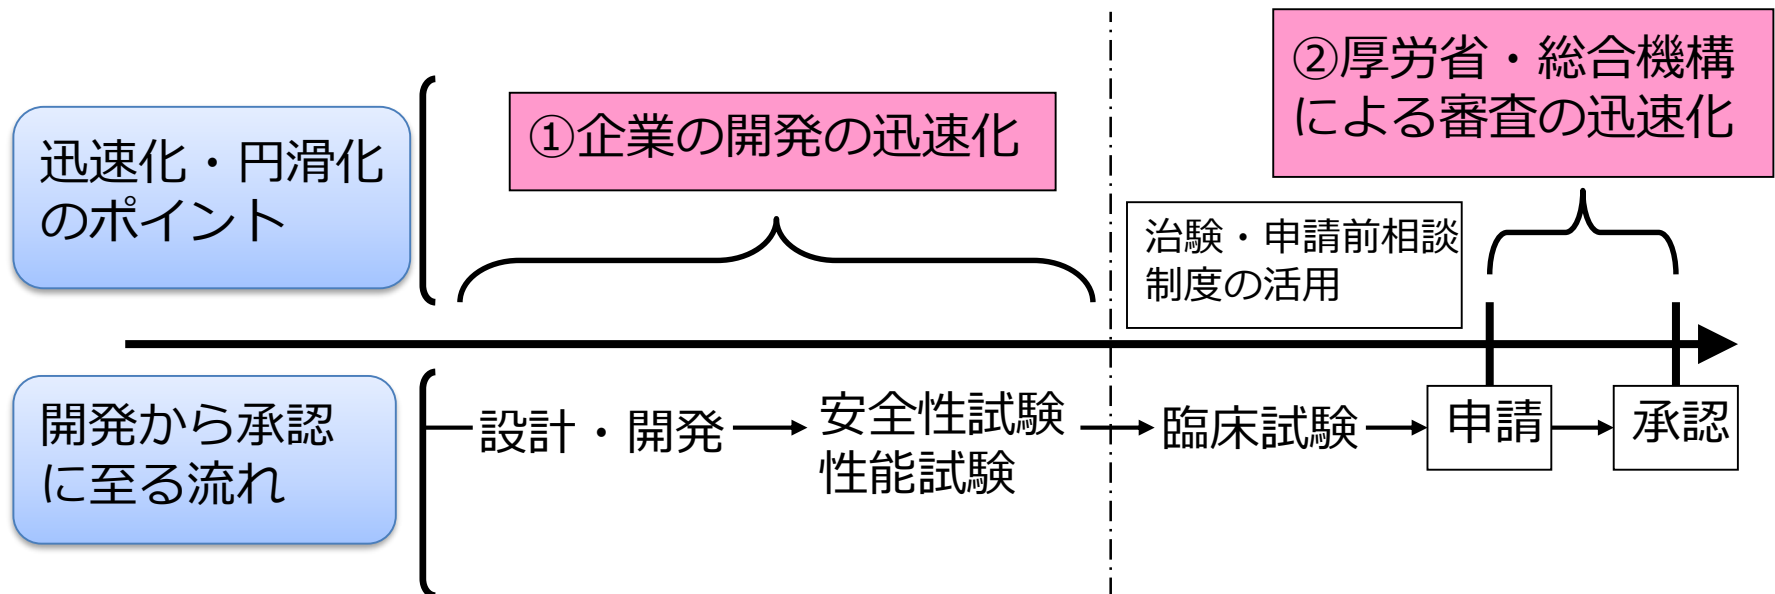 迅速化・円滑化
のポイント
①企業の開発の迅速化
②厚労省・総合機構
による審査の迅速化
治験・申請前相談
制度の活用
開発から承認
に至る流れ
設計・開発
安全性試験
性能試験
臨床試験
申請
承認